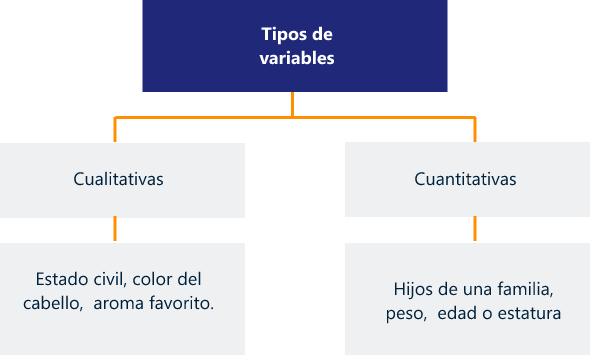 Tipos de
variables
Cualitativas
Cuantitativas
Estado civil, color del
cabello, aroma favorito.
Hijos de una familia,
peso, edad o estatura